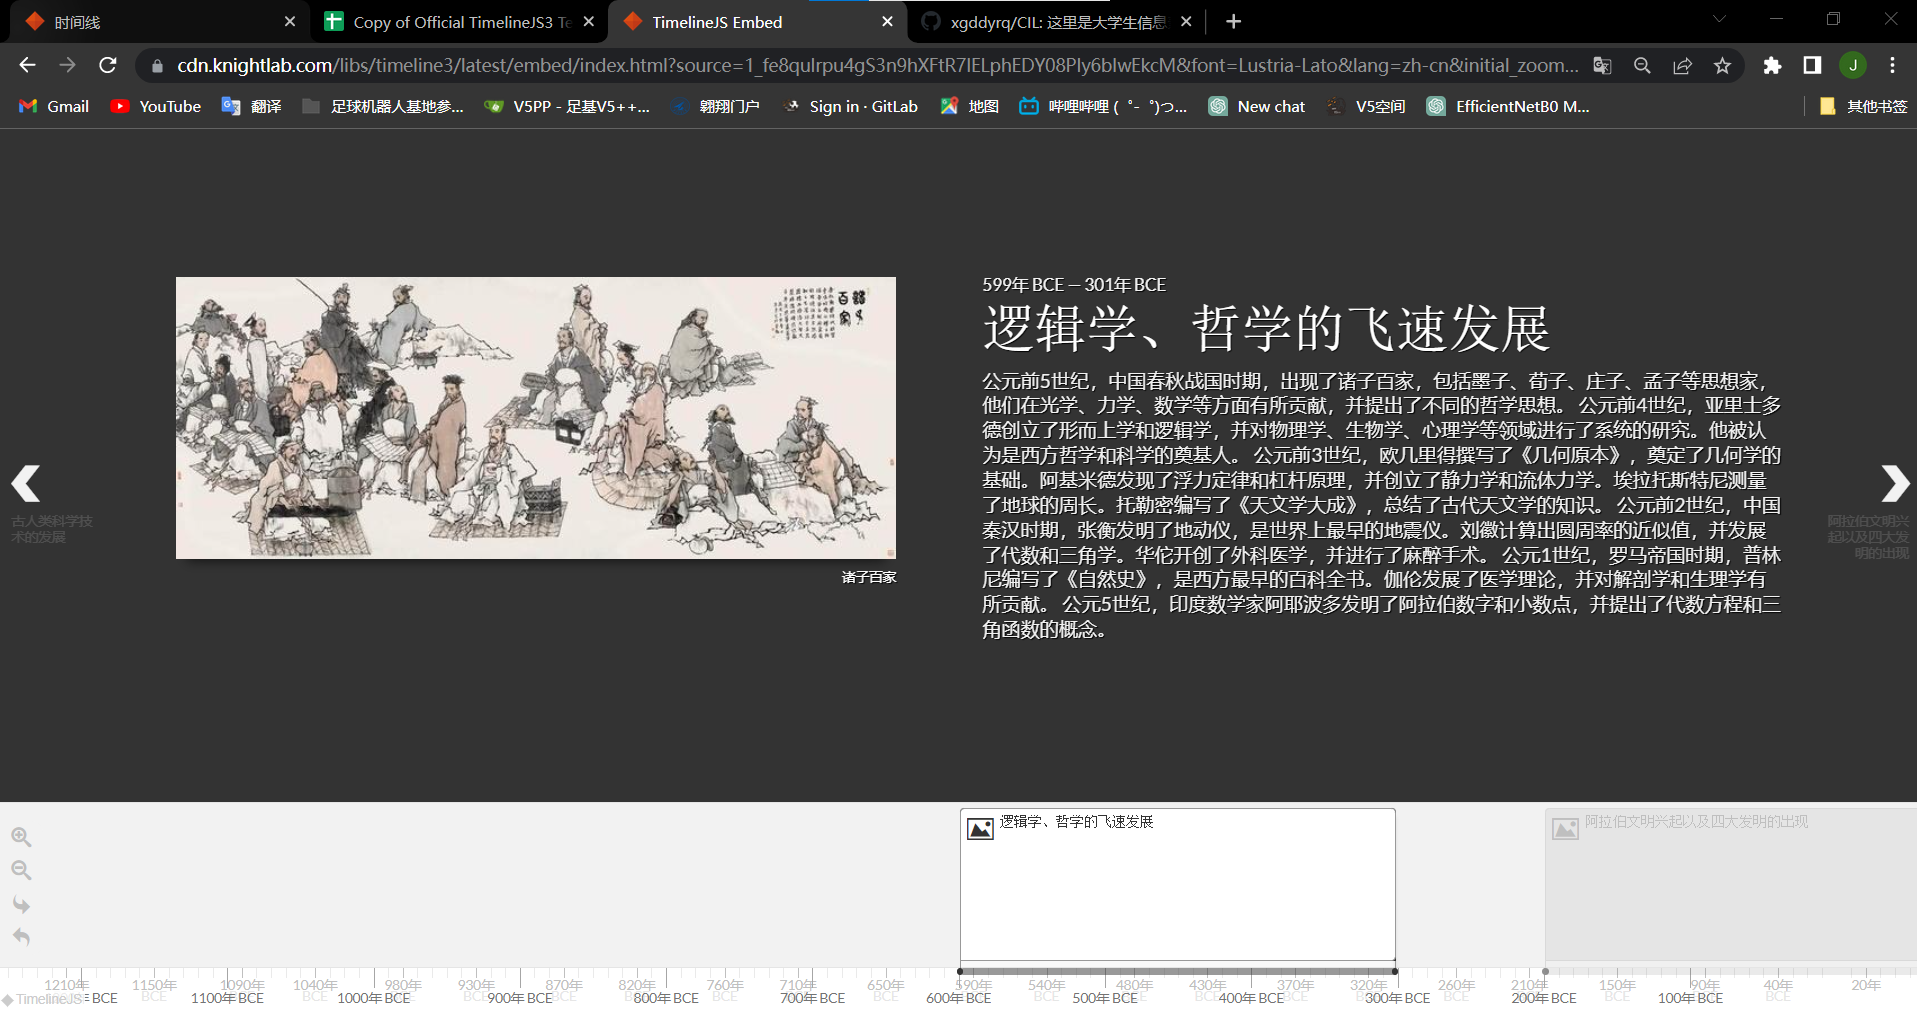 时间线
Copy of Official TimelineJS3 Te
TimelineJS Embed
xgddyrq/CIL: 这里是大学生信息
cdn.knightlab.com/libs/timeline3/latest/embed/index.html?source=1_fe8qulrpu4gS3n9hXFtR7IELphEDY08Ply6bIwEkcM&font=Lustria-Lato&lang=zh-cn&initial_zoom...
J
Gmail
YouTube
翻译
足球机器人基地参...
V5PP - 足基V5++...
翱翔门户
Sign in · GitLab
地图
哔哩哔哩 ( ゜- ゜)つ...
New chat
V5空间
EfficientNetB0 M...
其他书签
599年 BCE — 301年 BCE
逻辑学、哲学的飞速发展
公元前5世纪，中国春秋战国时期，出现了诸子百家，包括墨子、荀子、庄子、孟子等思想家，
他们在光学、力学、数学等方面有所贡献，并提出了不同的哲学思想。 公元前4世纪，亚里士多
德创立了形而上学和逻辑学，并对物理学、生物学、心理学等领域进行了系统的研究。他被认
为是西方哲学和科学的奠基人。 公元前3世纪，欧几里得撰写了《几何原本》，奠定了几何学的
基础。阿基米德发现了浮力定律和杠杆原理，并创立了静力学和流体力学。埃拉托斯特尼测量
了地球的周长。托勒密编写了《天文学大成》，总结了古代天文学的知识。 公元前2世纪，中国
秦汉时期，张衡发明了地动仪，是世界上最早的地震仪。刘徽计算出圆周率的近似值，并发展
了代数和三角学。华佗开创了外科医学，并进行了麻醉手术。 公元1世纪，罗马帝国时期，普林
尼编写了《自然史》，是西方最早的百科全书。伽伦发展了医学理论，并对解剖学和生理学有
所贡献。 公元5世纪，印度数学家阿耶波多发明了阿拉伯数字和小数点，并提出了代数方程和三
角函数的概念。
诸子百家
古人类科学技
术的发展
阿拉伯文明兴
起以及四大发
明的出现
逻辑学、哲学的飞速发展
阿拉伯文明兴起以及四大发明的出现
1210年 1150年 1090年 1040年 980年 930年 870年 820年 760年 710年 650年 590年 540年 480年 430年 370年 320年 260年 210年 150年 90年 40年 20年
TimelineJS
BCE 1100年 BCE 1000年 BCE 900年 BCE 800年 BCE 700年 BCE 600年 BCE 500年 BCE 400年 BCE 300年 BCE 200年 BCE 100年 BCE